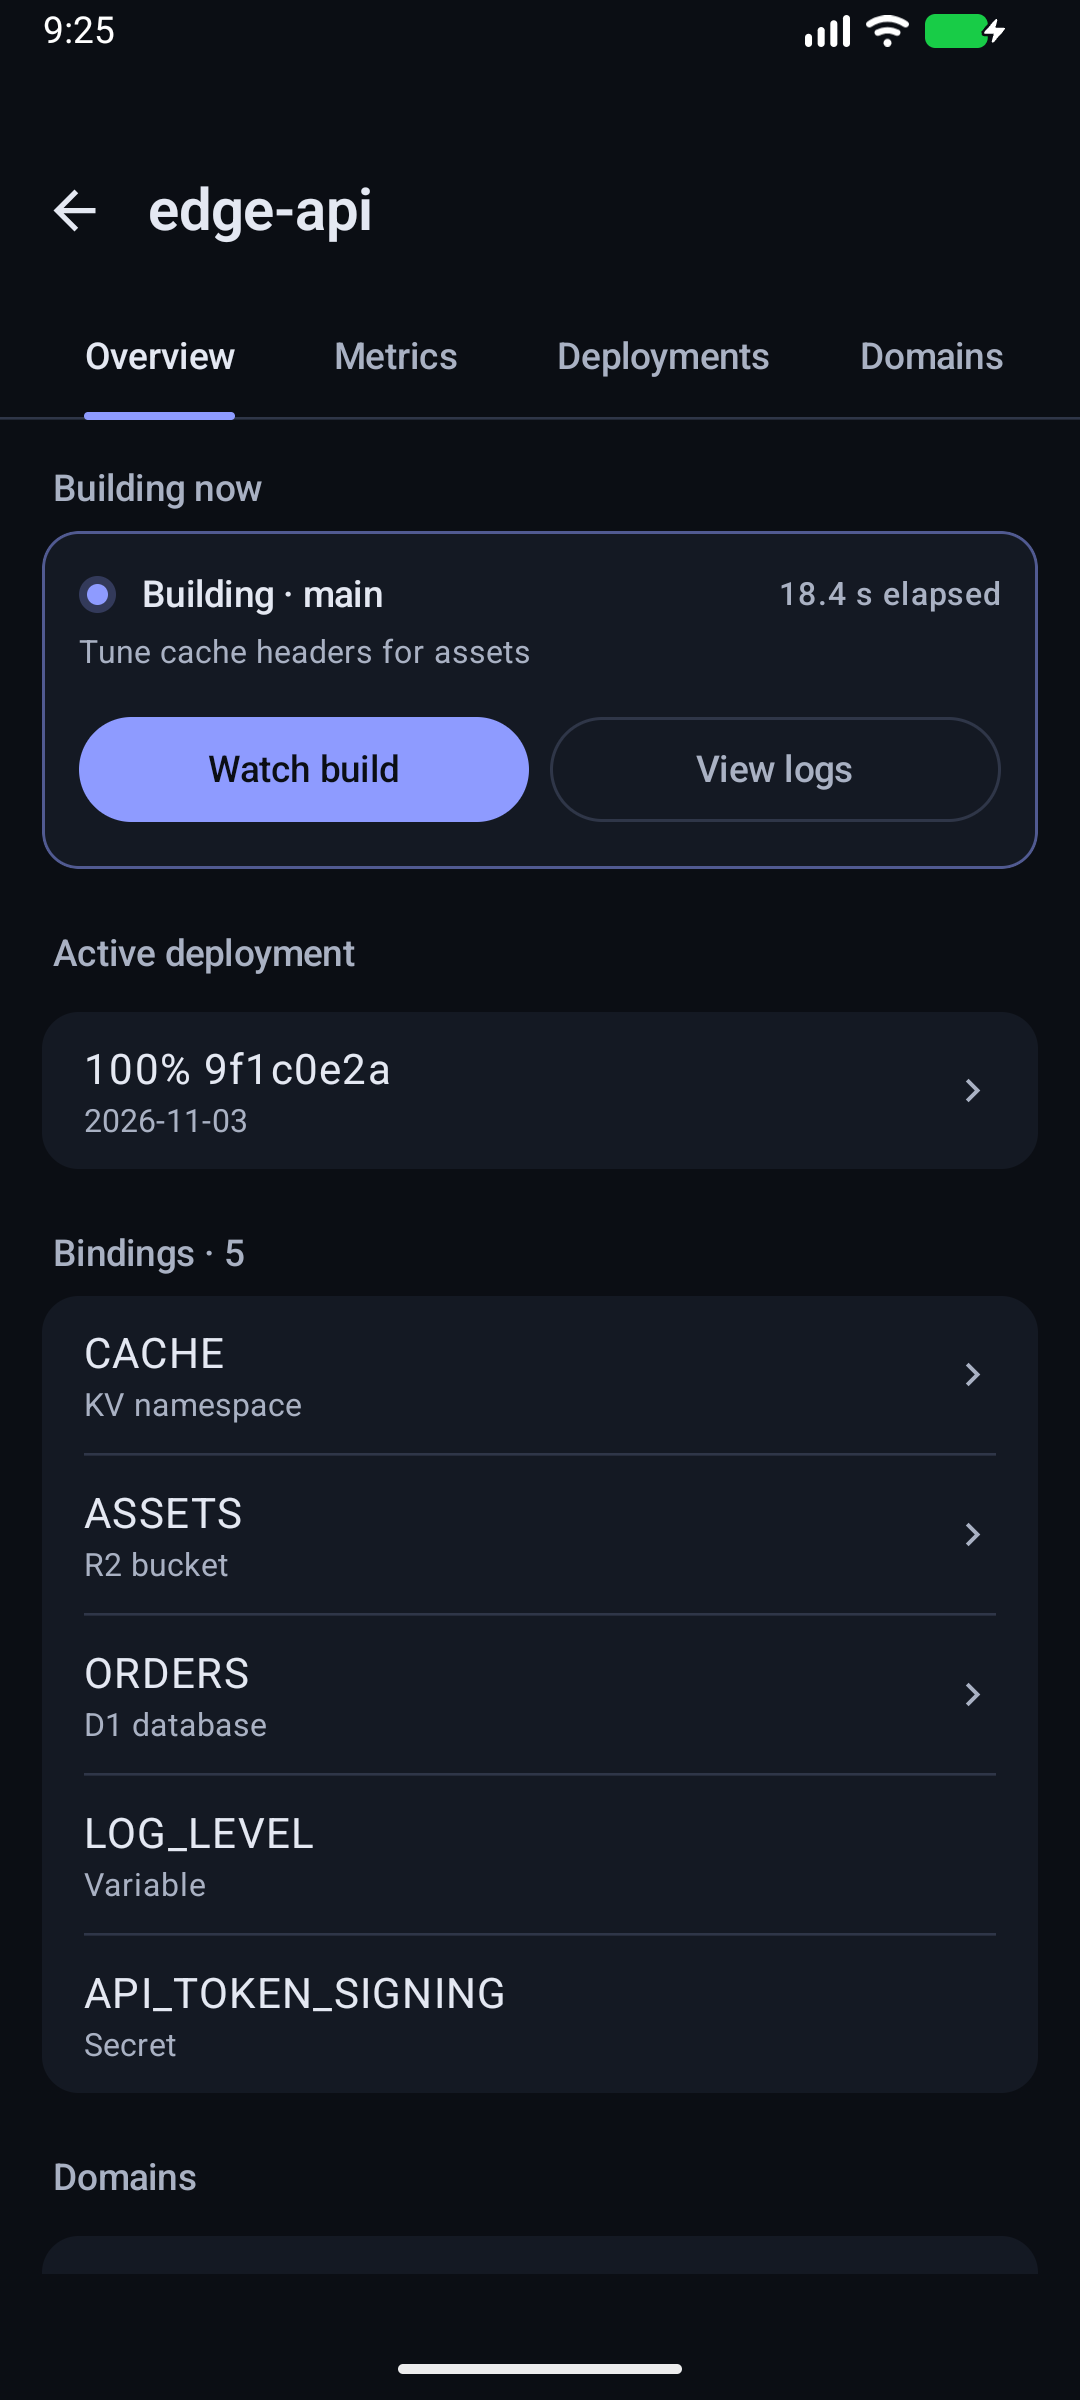 9:25
edge-api
Overview Metrics Deployments Domains
Building now
Building · main 18.4 s elapsed
Tune cache headers for assets
Watch build View logs
Active deployment
100% 9f1c0e2a
2026-11-03
Bindings · 5
CACHE
KV namespace
ASSETS
R2 bucket
ORDERS
D1 database
LOG_LEVEL
Variable
API_TOKEN_SIGNING
Secret
Domains